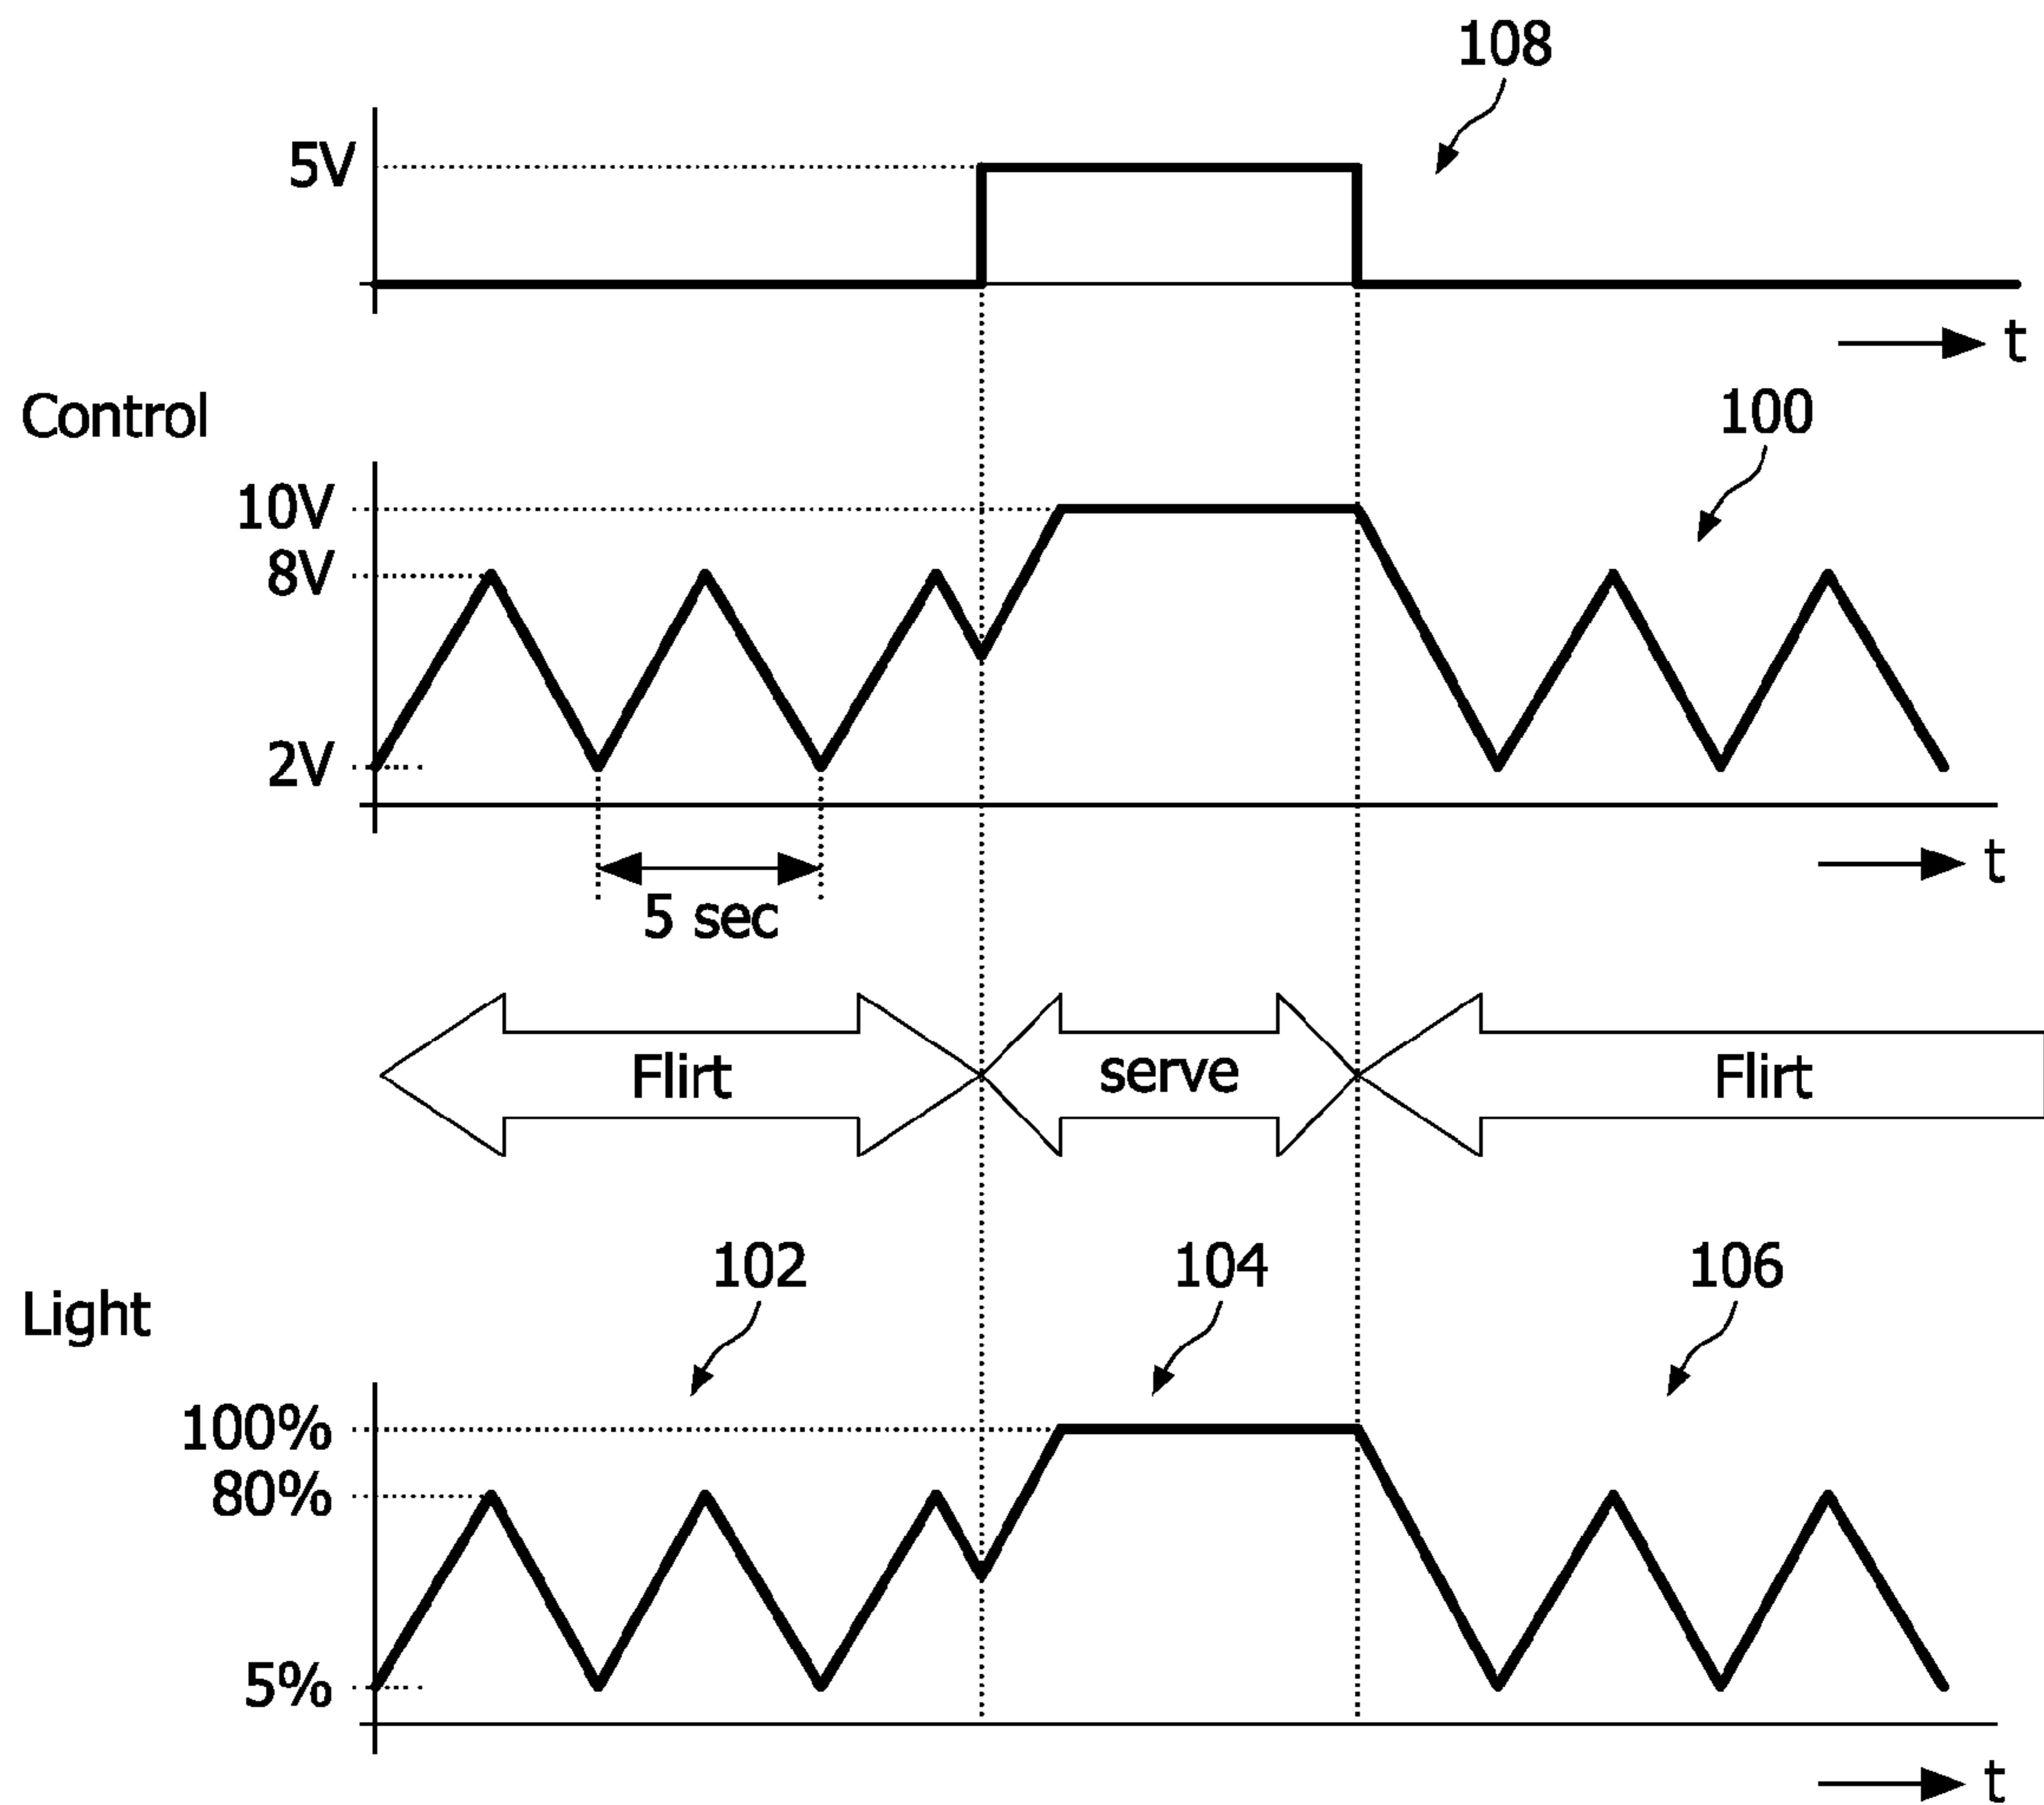 108
5V
t
Control
100
10V
8V
2V
t
5 sec
Flirt serve Flirt
102 104 106
Light
100%
80%
5%
t